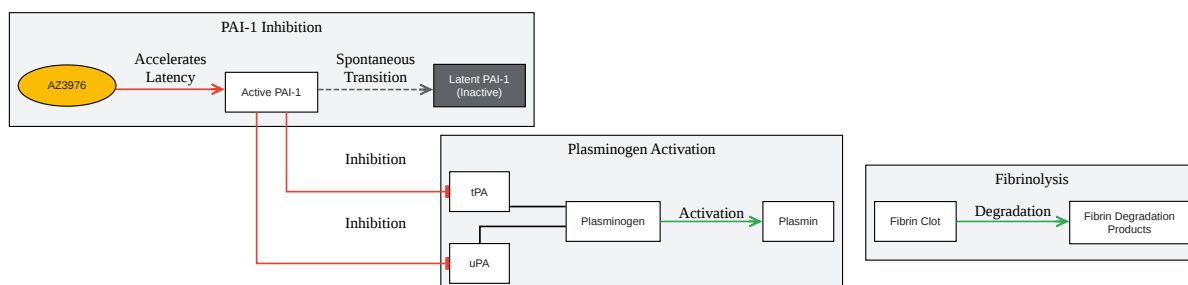 PAI-1 Inhibition
AZ3976
Accelerates
Latency
Active PAI-1
Spontaneous
Transition
Latent PAI-1
(Inactive)
Inhibition
Inhibition
Plasminogen Activation
tPA
uPA
Plasminogen
Activation
Plasmin
Fibrinolysis
Fibrin Clot
Degradation
Fibrin Degradation
Products